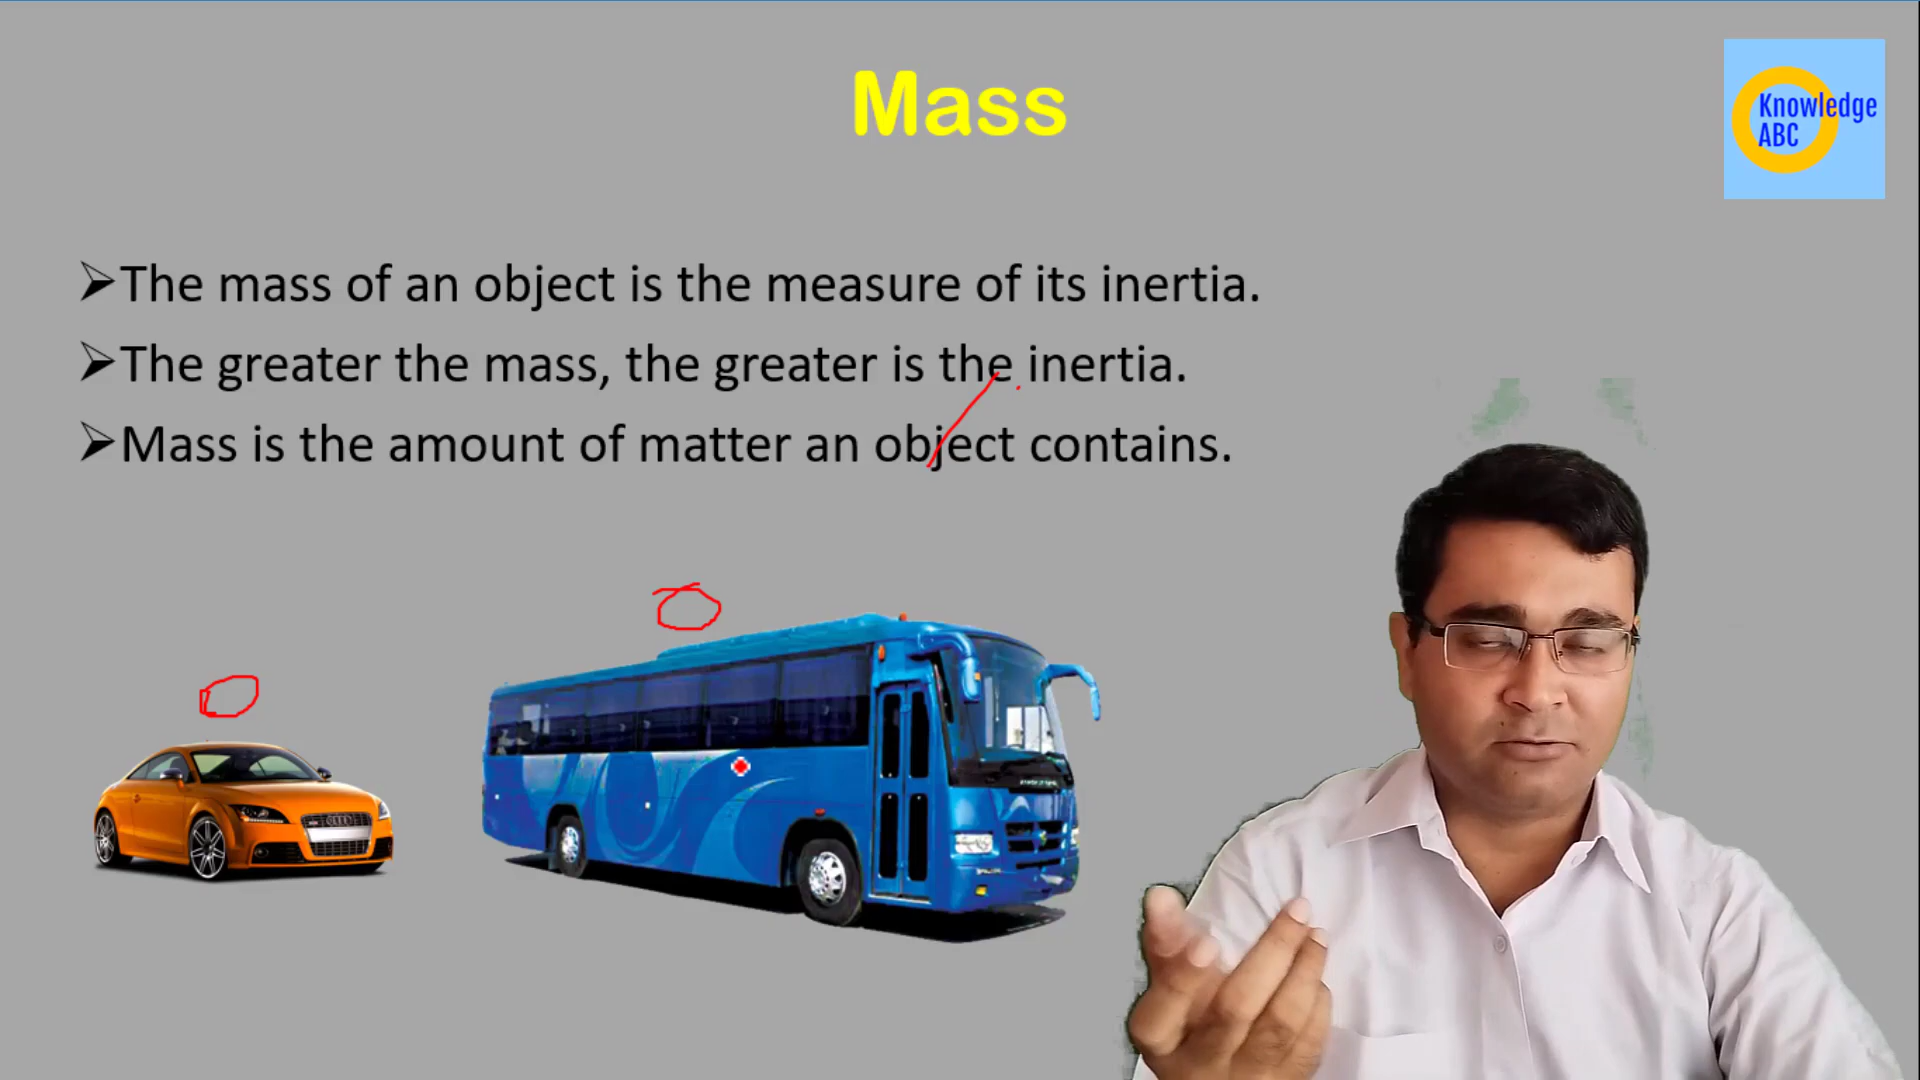 Mass
Knowledge
ABC
The mass of an object is the measure of its inertia.
The greater the mass, the greater is the inertia.
Mass is the amount of matter an object contains.